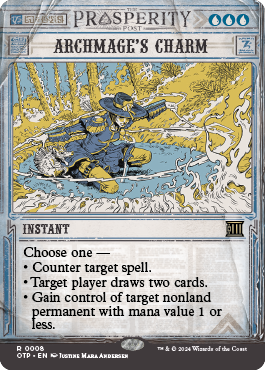 THE
PROSPERITY
POST
ARCHMAGE'S CHARM
INSTANT
Choose one —
• Counter target spell.
• Target player draws two cards.
• Gain control of target nonland
permanent with mana value 1 or
less.
R 0008
OTP • EN Justine Mara Andersen
™ & © 2024 Wizards of the Coast